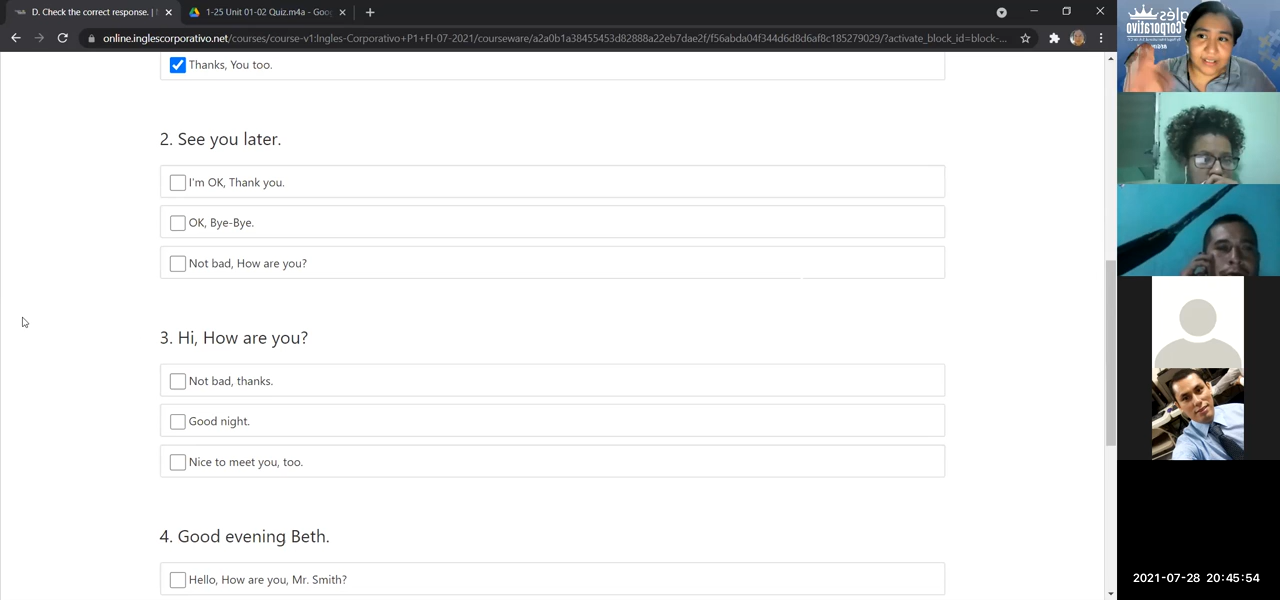 D. Check the correct response. |
1-25 Unit 01-02 Quiz.m4a - Goo
online.inglescorporativo.net/courses/course-v1:Ingles-Corporativo+P1+FI-07-2021/courseware/a2a0b1a38455453d82888a22eb7dae2f/f56abda04f344d6d8d6af8c185279029/?activate_block_id=block-...
Thanks, You too.
2. See you later.
I'm OK, Thank you.
OK, Bye-Bye.
Not bad, How are you?
3. Hi, How are you?
Not bad, thanks.
Good night.
Nice to meet you, too.
4. Good evening Beth.
Hello, How are you, Mr. Smith?
Inglés
Corporativo
2021-07-28 20:45:54